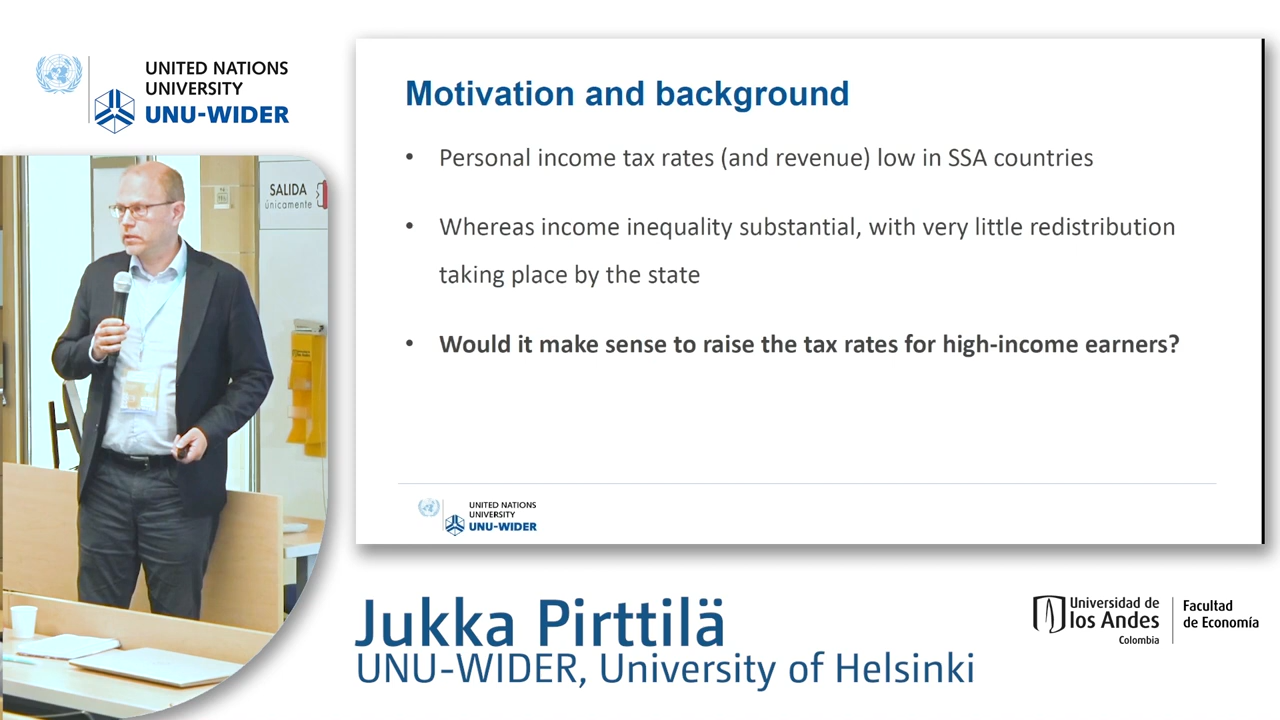 UNITED NATIONS
UNIVERSITY
UNU-WIDER
SALIDA
únicamente
Motivation and background
• Personal income tax rates (and revenue) low in SSA countries
• Whereas income inequality substantial, with very little redistribution
taking place by the state
• Would it make sense to raise the tax rates for high-income earners?
UNITED NATIONS
UNIVERSITY
UNU-WIDER
Jukka Pirttilä
UNU-WIDER, University of Helsinki
Universidad de
los Andes
Colombia
Facultad
de Economía